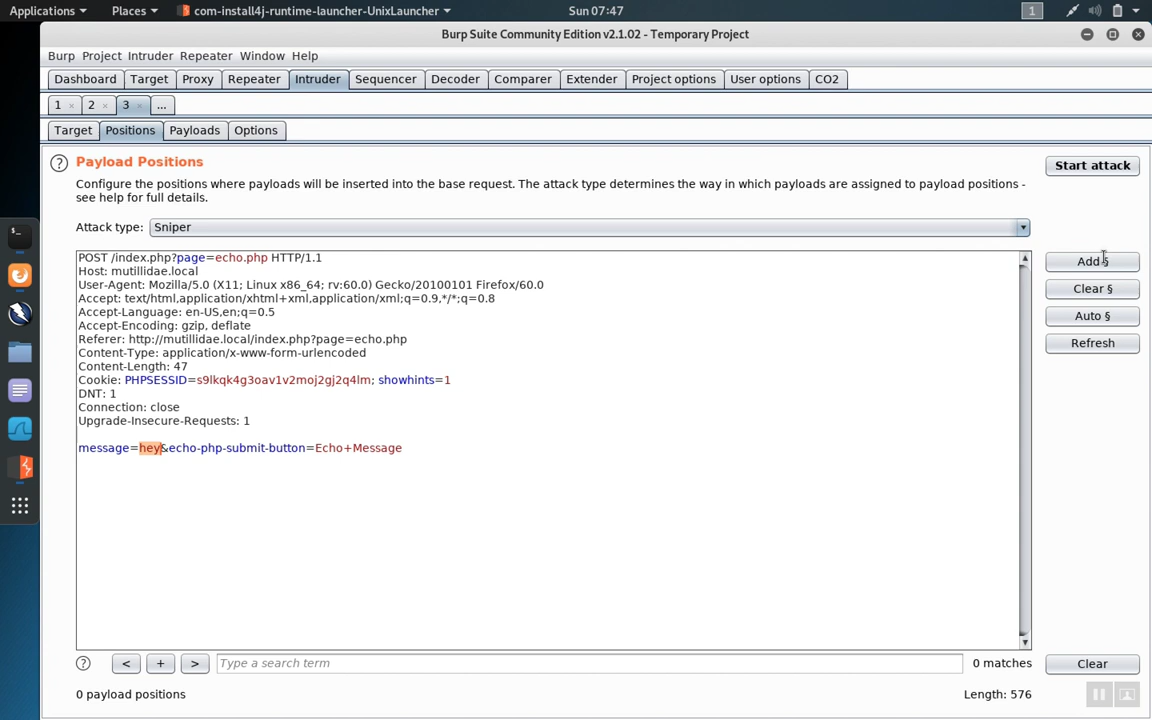 Applications Places com-install4j-runtime-launcher-UnixLauncher Sun 07:47 1
Burp Suite Community Edition v2.1.02 - Temporary Project
Burp Project Intruder Repeater Window Help
Dashboard Target Proxy Repeater Intruder Sequencer Decoder Comparer Extender Project options User options CO2
1 × 2 × 3 × ...
Target Positions Payloads Options
? Payload Positions
Start attack
Configure the positions where payloads will be inserted into the base request. The attack type determines the way in which payloads are assigned to payload positions -
see help for full details.
Attack type: Sniper
POST /index.php?page=echo.php HTTP/1.1
Host: mutillidae.local
User-Agent: Mozilla/5.0 (X11; Linux x86_64; rv:60.0) Gecko/20100101 Firefox/60.0
Accept: text/html,application/xhtml+xml,application/xml;q=0.9,*/*;q=0.8
Accept-Language: en-US,en;q=0.5
Accept-Encoding: gzip, deflate
Referer: http://mutillidae.local/index.php?page=echo.php
Content-Type: application/x-www-form-urlencoded
Content-Length: 47
Cookie: PHPSESSID=s9lkqk4g3oav1v2moj2gj2q4lm; showhints=1
DNT: 1
Connection: close
Upgrade-Insecure-Requests: 1
message=hey&echo-php-submit-button=Echo+Message
Add §
Clear §
Auto §
Refresh
? < + > Type a search term 0 matches Clear
0 payload positions Length: 576